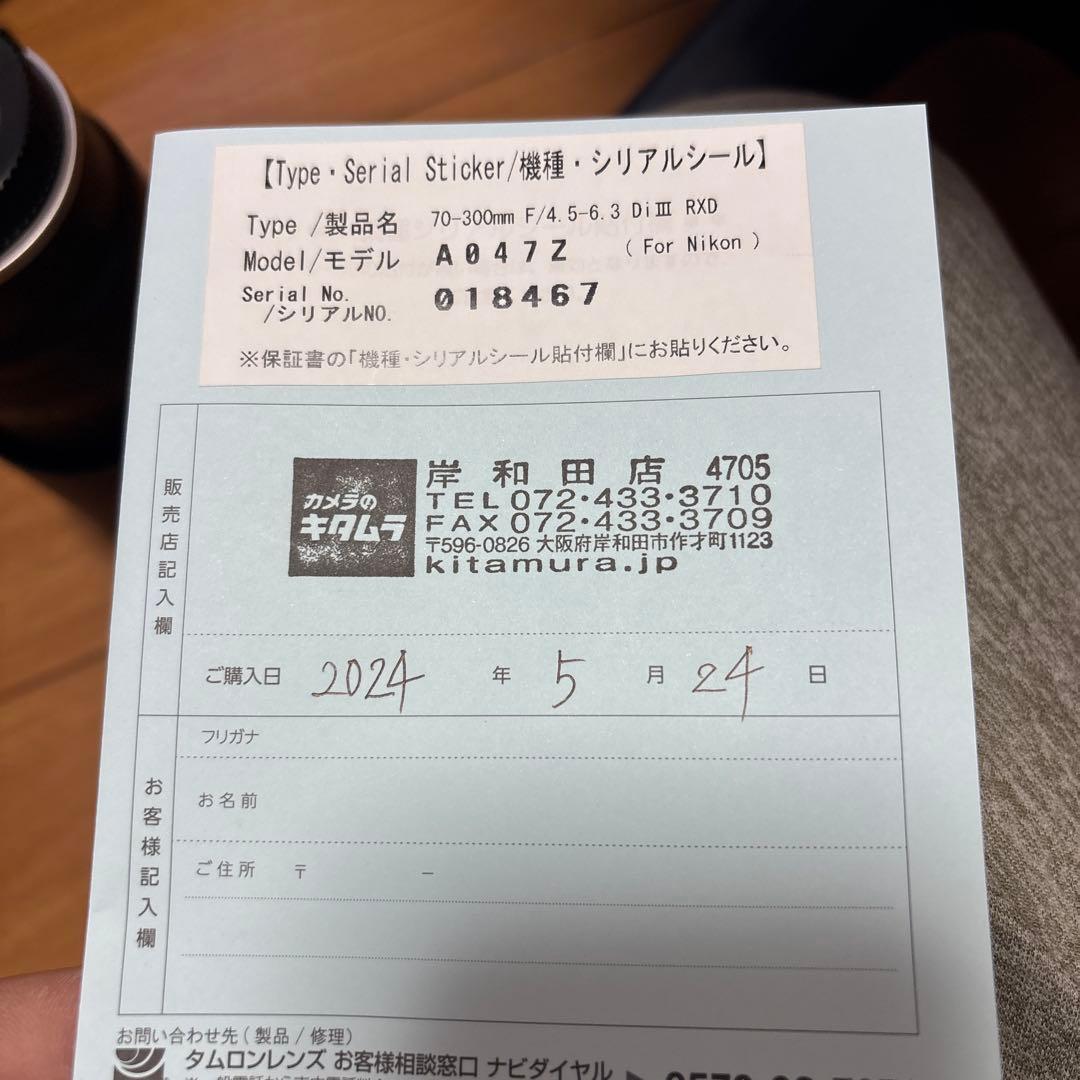 【Type・Serial Sticker/機種・シリアルシール】
Type /製品名 70-300mm F/4.5-6.3 DiⅢ RXD
Model/モデル A047Z ( For Nikon )
Serial No. /シリアルNO. 018467
※保証書の「機種・シリアルシール貼付欄」にお貼りください。
販売店記入欄
カメラの
キタムラ
岸和田店 4705
TEL 072・433・3710
FAX 072・433・3709
〒596-0826 大阪府岸和田市作才町1123
kitamura.jp
ご購入日 2024 年 5 月 24 日
お客様記入欄
フリガナ
お名前
ご住所 〒 －
お問い合わせ先(製品/修理)
タムロンレンズ お客様相談窓口 ナビダイヤル